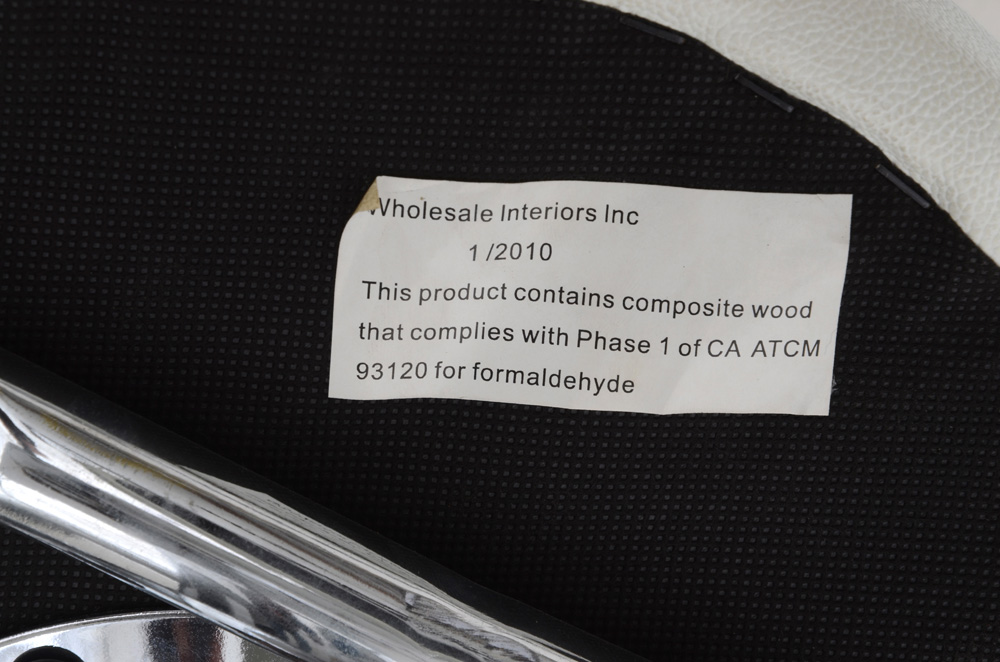 Wholesale Interiors Inc
1/2010
This product contains composite wood
that complies with Phase 1 of CA ATCM
93120 for formaldehyde